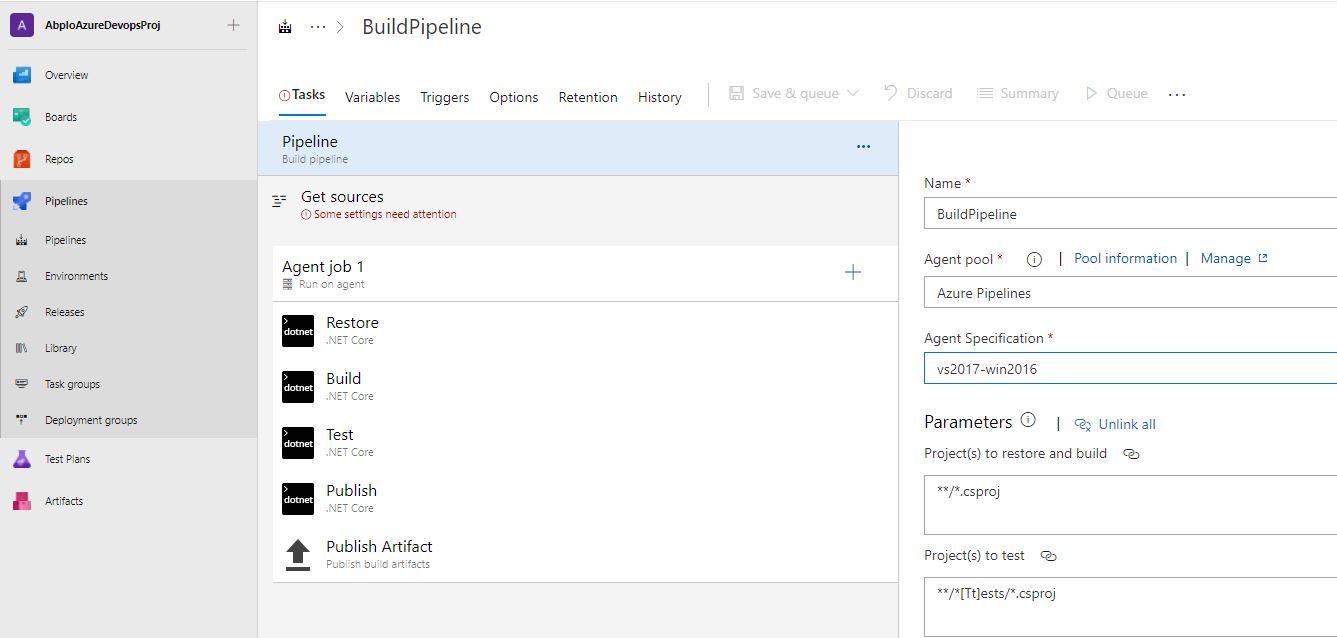 A AbpIoAzureDevopsProj +
Overview
Boards
Repos
Pipelines
Pipelines
Environments
Releases
Library
Task groups
Deployment groups
Test Plans
Artifacts
... > BuildPipeline
Tasks Variables Triggers Options Retention History | Save & queue Discard Summary Queue ...
Pipeline ...
Build pipeline
Get sources
Some settings need attention
Agent job 1 +
Run on agent
dotnet Restore
.NET Core
dotnet Build
.NET Core
dotnet Test
.NET Core
dotnet Publish
.NET Core
Publish Artifact
Publish build artifacts
Name *
BuildPipeline
Agent pool * | Pool information | Manage
Azure Pipelines
Agent Specification *
vs2017-win2016
Parameters | Unlink all
Project(s) to restore and build
**/*.csproj
Project(s) to test
**/*[Tt]ests/*.csproj